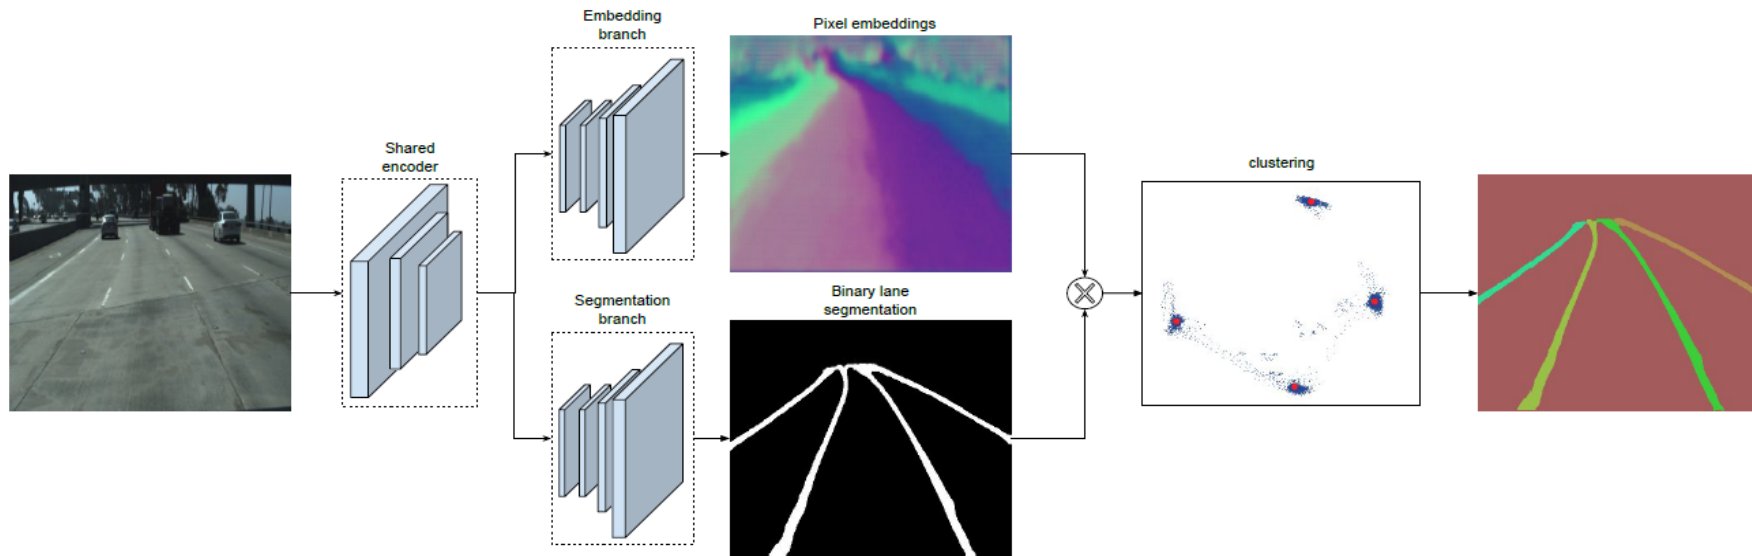 Embedding
branch
Pixel embeddings
Shared
encoder
clustering
Segmentation
branch
Binary lane
segmentation